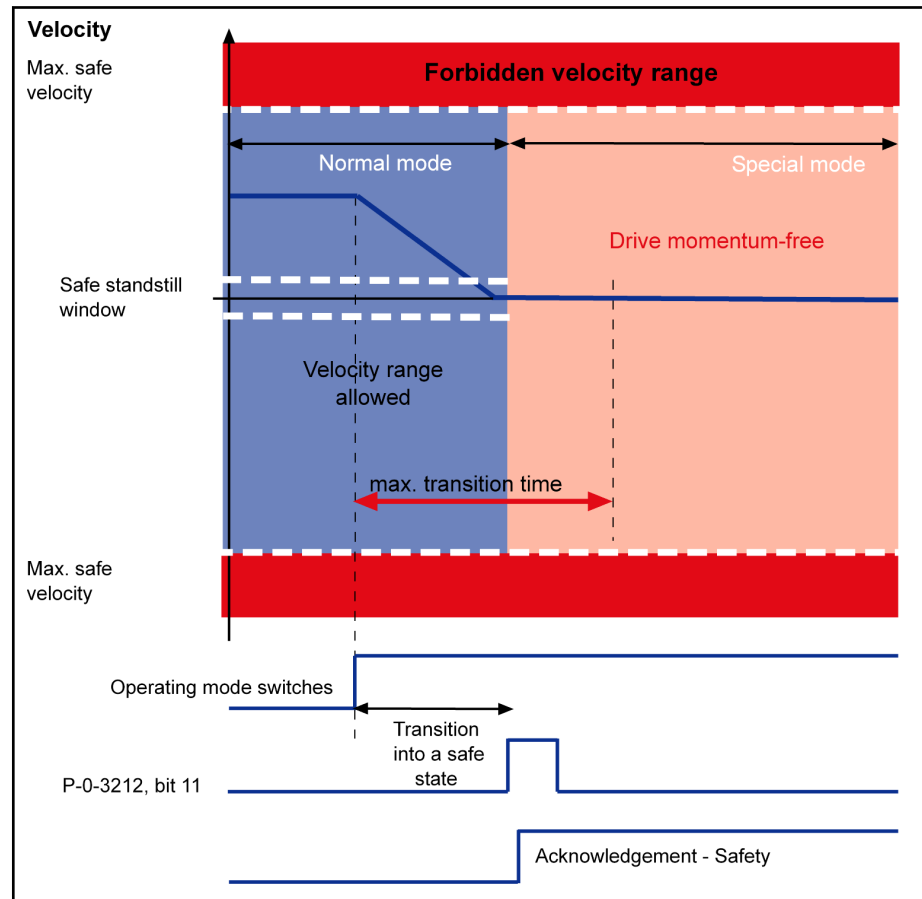 Velocity
Max. safe
velocity
Forbidden velocity range
Normal mode
Special mode
Drive momentum-free
Safe standstill
window
Velocity range
allowed
max. transition time
Max. safe
velocity
Operating mode switches
Transition
into a safe
state
P-0-3212, bit 11
Acknowledgement - Safety